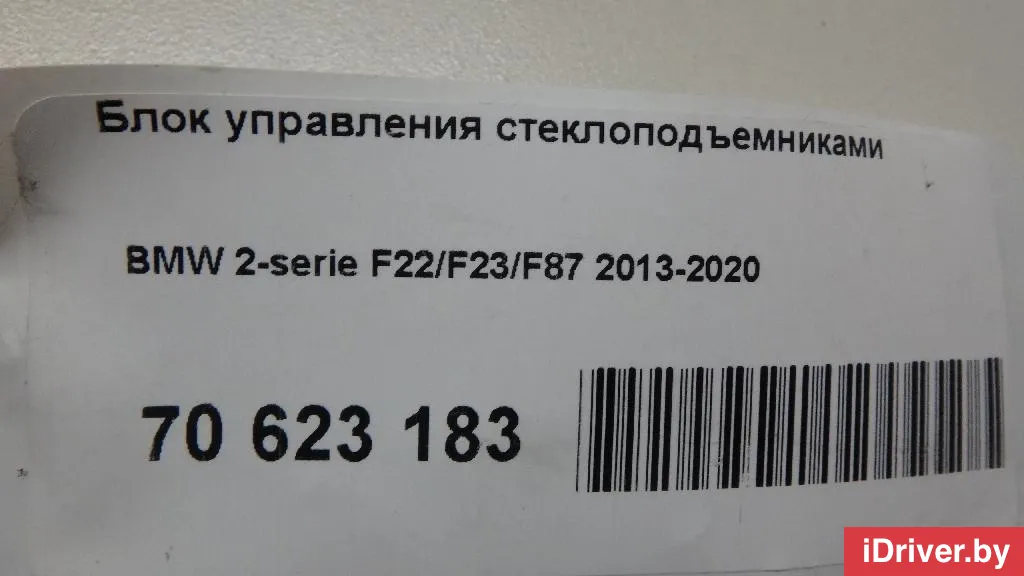 Блок управления стеклоподъемниками
BMW 2-serie F22/F23/F87 2013-2020
70 623 183
iDriver.by